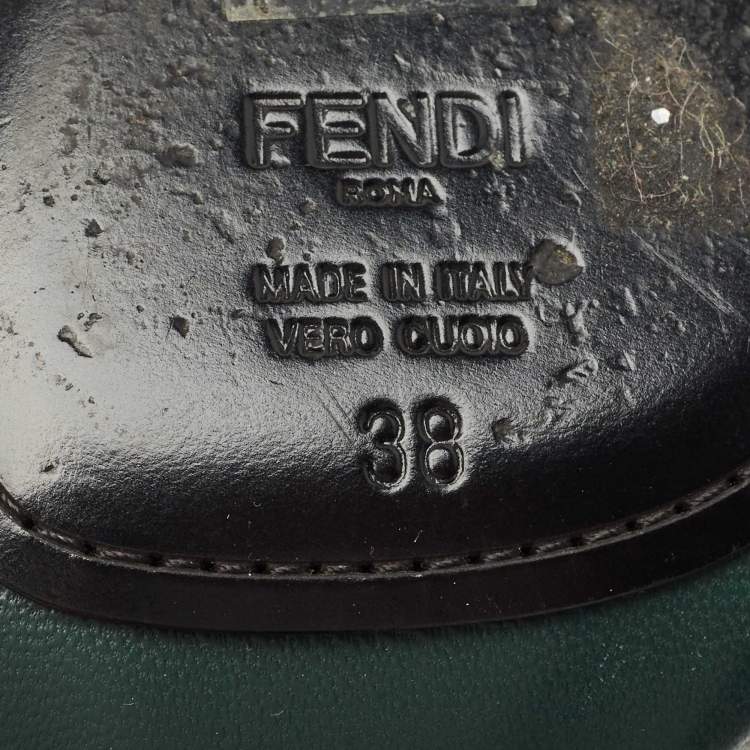 FENDI
ROMA
MADE IN ITALY
VERO CUOIO
38